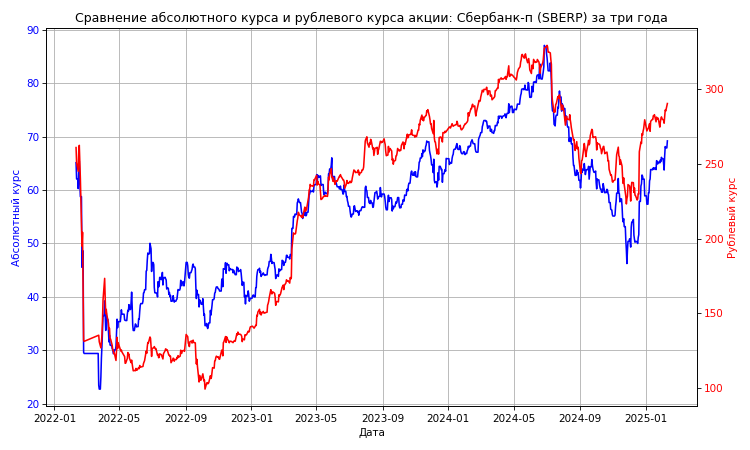 Сравнение абсолютного курса и рублевого курса акции: Сбербанк-п (SBERP) за три года
90
80
70
60
50
40
30
20
Абсолютный курс
300
250
200
150
100
Рублевый курс
2022-01 2022-05 2022-09 2023-01 2023-05 2023-09 2024-01 2024-05 2024-09 2025-01
Дата